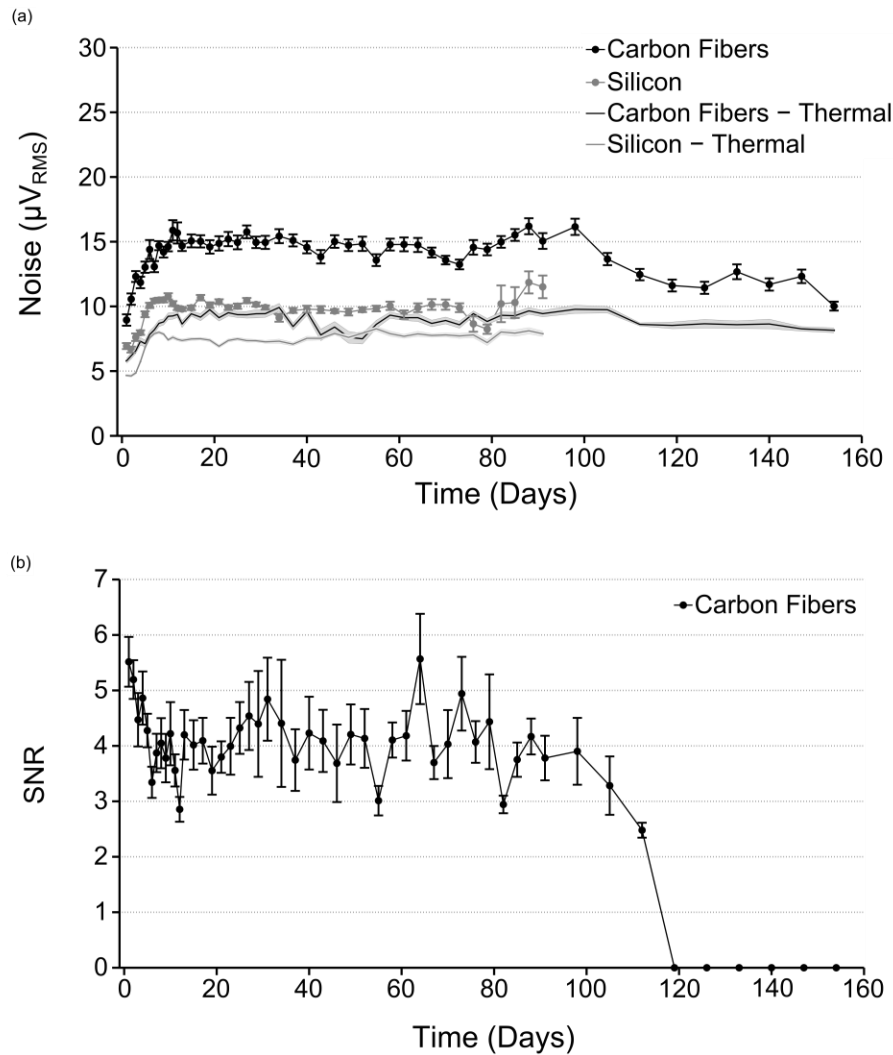 (a)
30
25
20
15
10
5
0
Noise (µV_RMS)
Carbon Fibers
Silicon
Carbon Fibers − Thermal
Silicon − Thermal
0 20 40 60 80 100 120 140 160
Time (Days)
(b)
7
6
5
4
3
2
1
0
SNR
Carbon Fibers
0 20 40 60 80 100 120 140 160
Time (Days)